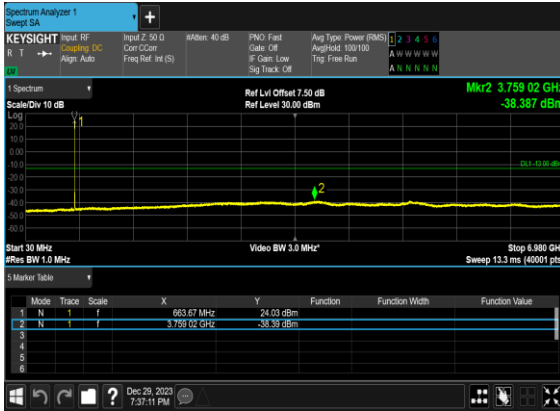 Spectrum Analyzer 1
Swept SA
+
KEYSIGHT Input: RF Input Z: 50 Ω #Atten: 40 dB PNO: Fast Avg Type: Power (RMS) 1 2 3 4 5 6
R T Coupling: DC Corr CCorr Gate: Off Avg|Hold: 100/100 A W W W W W
Align: Auto Freq Ref: Int (S) IF Gain: Low Trig: Free Run
Sig Track: Off A N N N N N
1 Spectrum Ref Lvl Offset 7.50 dB Mkr2 3.759 02 GHz
Scale/Div 10 dB Ref Level 30.00 dBm -38.387 dBm
Log
1
20.0
10.0
0.00
-10.0
DL1 -13.00 dBm
-20.0
-30.0
2
-40.0
-50.0
-60.0
Start 30 MHz Video BW 3.0 MHz* Stop 6.980 GHz
#Res BW 1.0 MHz Sweep 13.3 ms (40001 pts)
5 Marker Table
Mode Trace Scale X Y Function Function Width Function Value
1 N 1 f 663.67 MHz 24.03 dBm
2 N 1 f 3.759 02 GHz -38.39 dBm
3
4
5
6
? Dec 29, 2023
7:37:11 PM